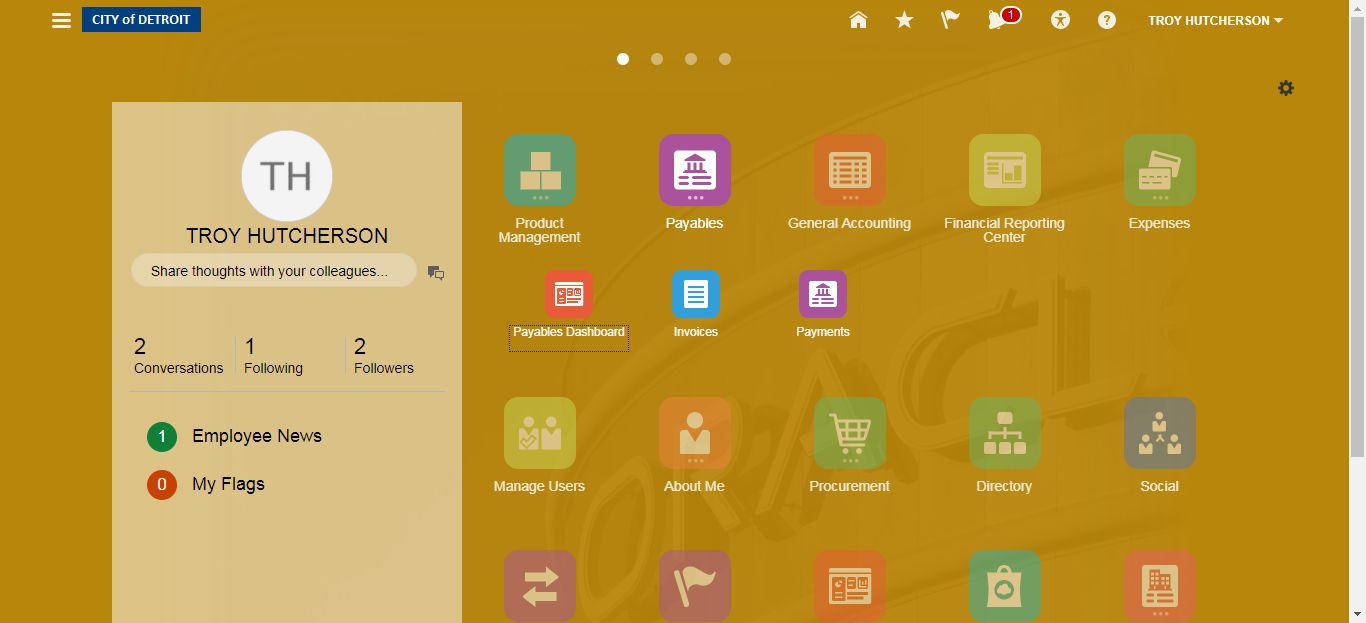 CITY of DETROIT
1
?
TROY HUTCHERSON
TH
TROY HUTCHERSON
Share thoughts with your colleagues...
2
Conversations
1
Following
2
Followers
1
Employee News
0
My Flags
Product
Management
Payables
General Accounting
Financial Reporting
Center
Expenses
Payables Dashboard
Invoices
Payments
Manage Users
About Me
Procurement
Directory
Social
ORACL